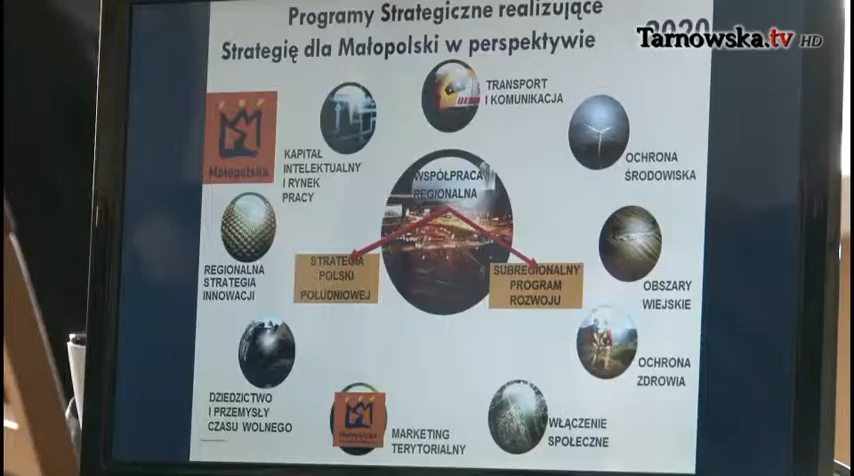 Programy Strategiczne realizujące
Strategię dla Małopolski w perspektywie 2020
Tarnowska.tv HD
TRANSPORT
I KOMUNIKACJA
Małopolska
KAPITAŁ
INTELEKTUALNY
I RYNEK
PRACY
WSPÓŁPRACA
REGIONALNA
OCHRONA
ŚRODOWISKA
REGIONALNA
STRATEGIA
INNOWACJI
STRATEGIA
POLSKI
POŁUDNIOWEJ
SUBREGIONALNY
PROGRAM
ROZWOJU
OBSZARY
WIEJSKIE
OCHRONA
ZDROWIA
DZIEDZICTWO
I PRZEMYSŁY
CZASU WOLNEGO
Małopolska
MARKETING
TERYTORIALNY
WŁĄCZENIE
SPOŁECZNE